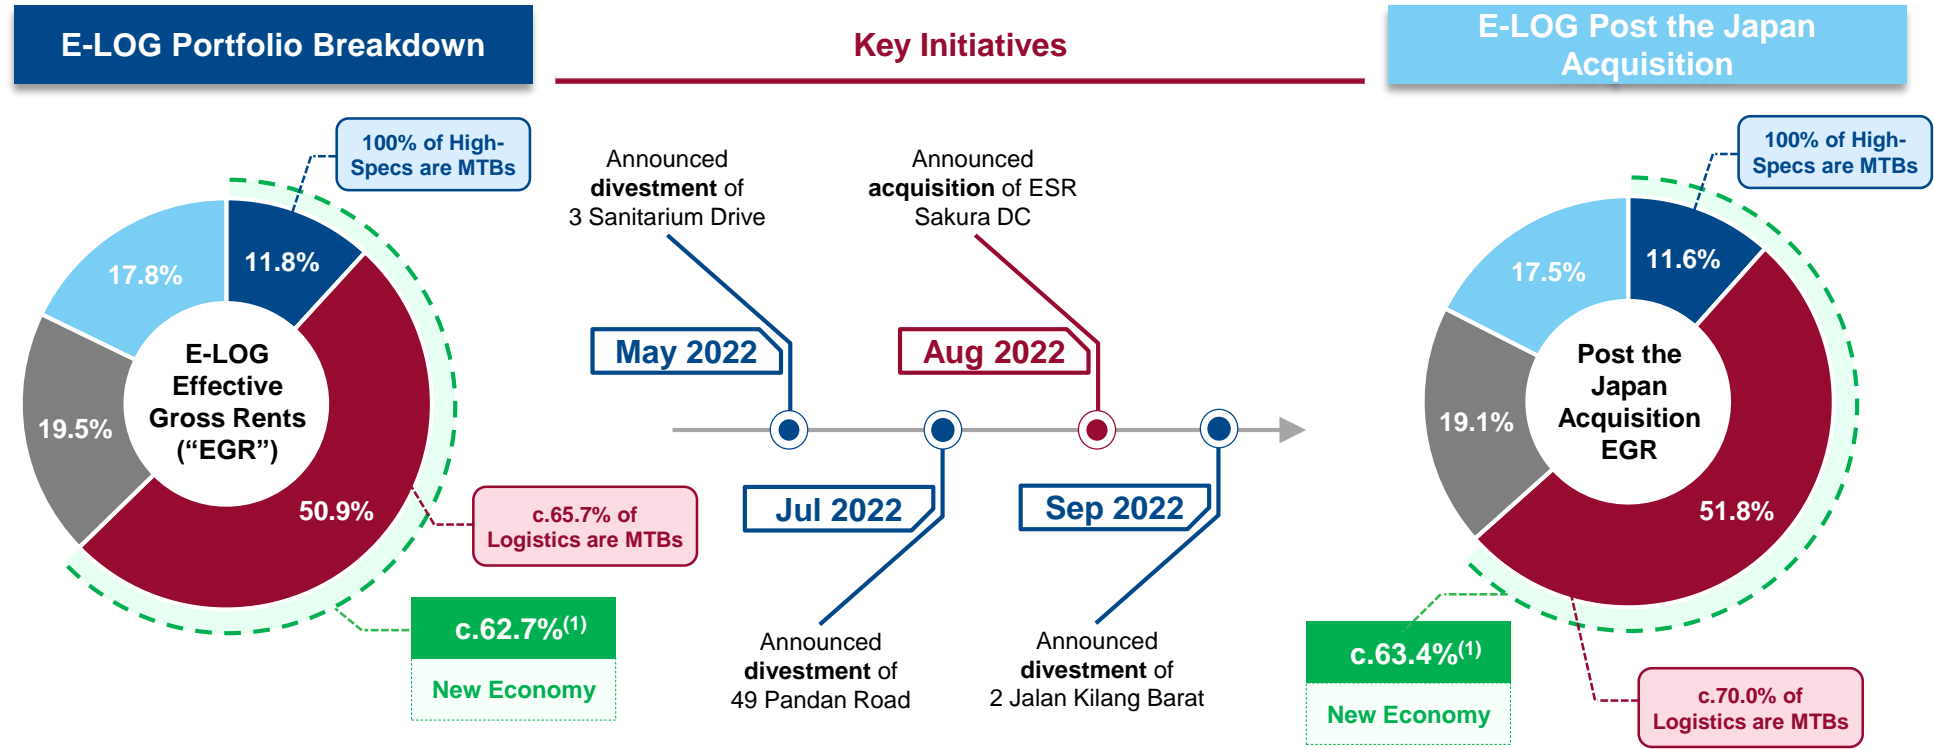 E-LOG Portfolio Breakdown
Key Initiatives
E-LOG Post the Japan
Acquisition
100% of High-
Specs are MTBs
11.8%
17.8%
19.5%
50.9%
E-LOG
Effective
Gross Rents
(“EGR”)
c.65.7% of
Logistics are MTBs
c.62.7%(1)
New Economy
Announced
divestment of
3 Sanitarium Drive
May 2022
Announced
acquisition of ESR
Sakura DC
Aug 2022
Jul 2022
Announced
divestment of
49 Pandan Road
Sep 2022
Announced
divestment of
2 Jalan Kilang Barat
100% of High-
Specs are MTBs
11.6%
17.5%
19.1%
51.8%
Post the
Japan
Acquisition
EGR
c.63.4%(1)
New Economy
c.70.0% of
Logistics are MTBs